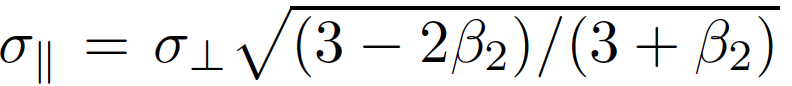 σ∥ = σ⊥√(3 − 2β₂)/(3 + β₂)